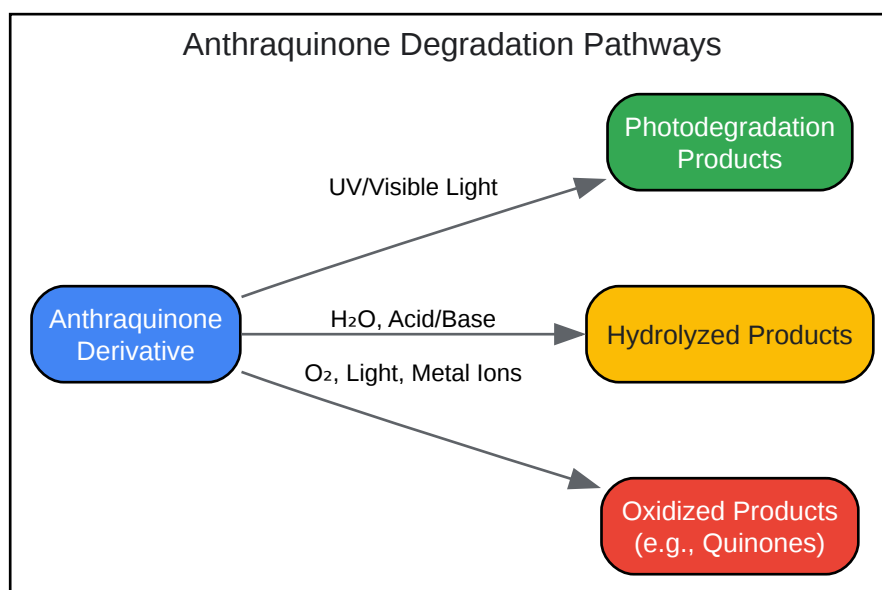 Anthraquinone Degradation Pathways
Photodegradation
Products
UV/Visible Light
Anthraquinone
Derivative
H₂O, Acid/Base
Hydrolyzed Products
O₂, Light, Metal Ions
Oxidized Products
(e.g., Quinones)